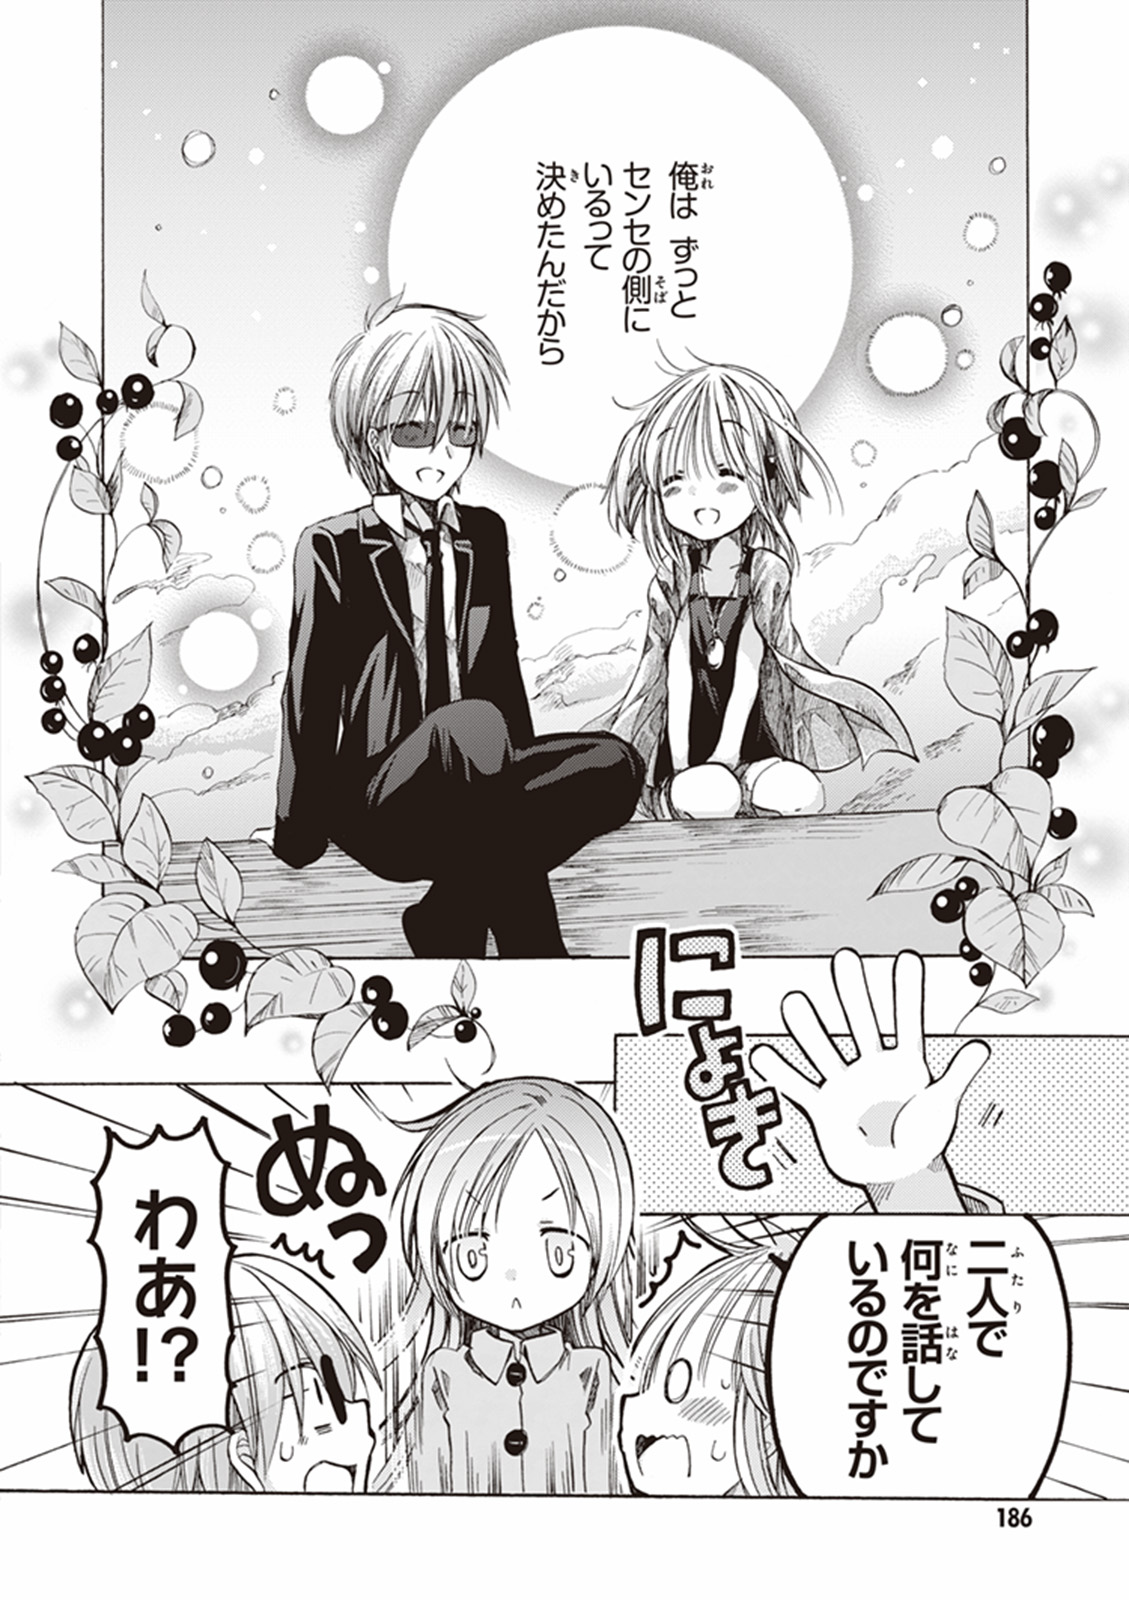 俺は ずっと
センセの側に
いるって
決めたんだから
にょきっ
二人で
何を話して
いるのですか
ぬっ
わあ!?
186